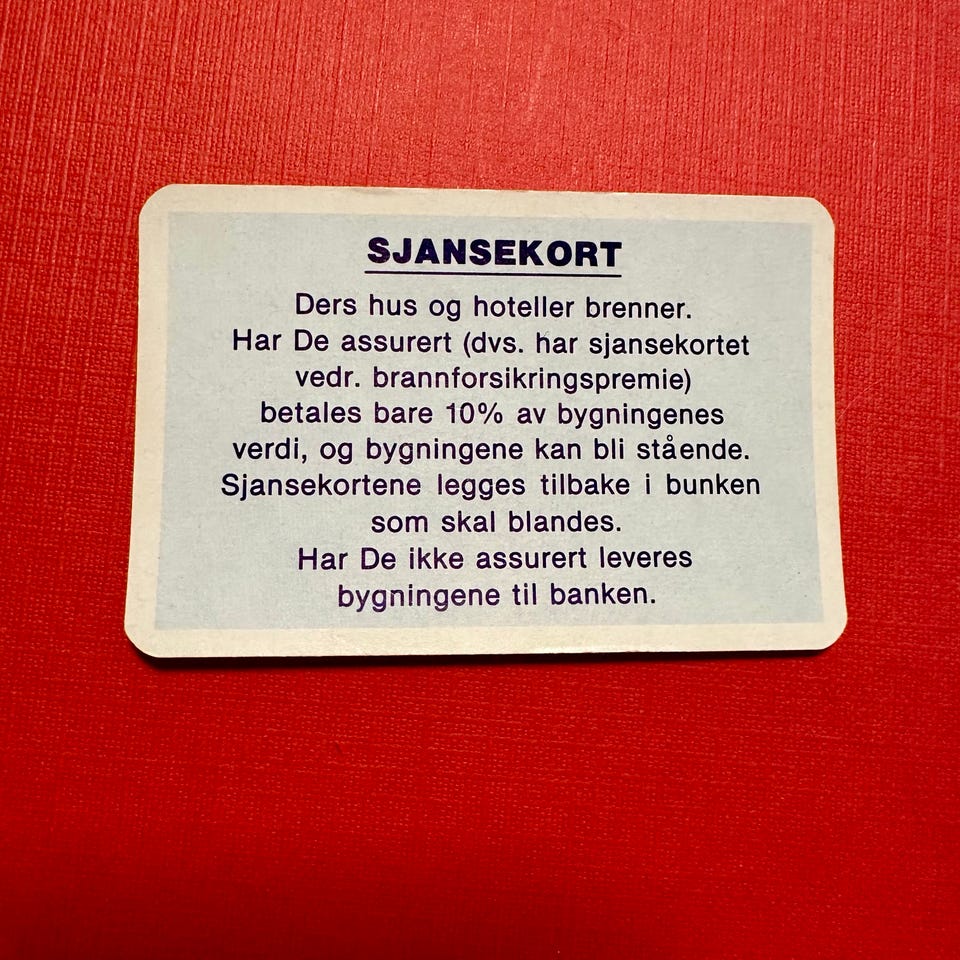 SJANSEKORT
Ders hus og hoteller brenner.
Har De assurert (dvs. har sjansekortet
vedr. brannforsikringspremie)
betales bare 10% av bygningenes
verdi, og bygningene kan bli stående.
Sjansekortene legges tilbake i bunken
som skal blandes.
Har De ikke assurert leveres
bygningene til banken.